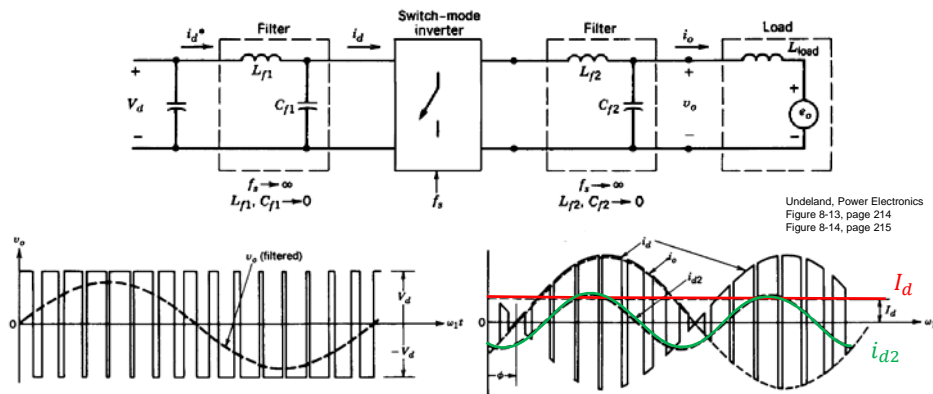 Switch-mode
inverter
Filter
Filter
Load
i_d*
i_d
i_o
L_f1
L_f2
L_load
+
V_d
−
C_f1
C_f2
+
v_o
−
+
e_o
−
f_s → ∞
L_f1, C_f1 → 0
f_s
f_s → ∞
L_f2, C_f2 → 0
Undeland, Power Electronics
Figure 8-13, page 214
Figure 8-14, page 215
v_o
v_o (filtered)
V_d
0
ω_1t
−V_d
i_d
i_o
i_d2
I_d
I_d
0
ω_1
i_d2
ϕ